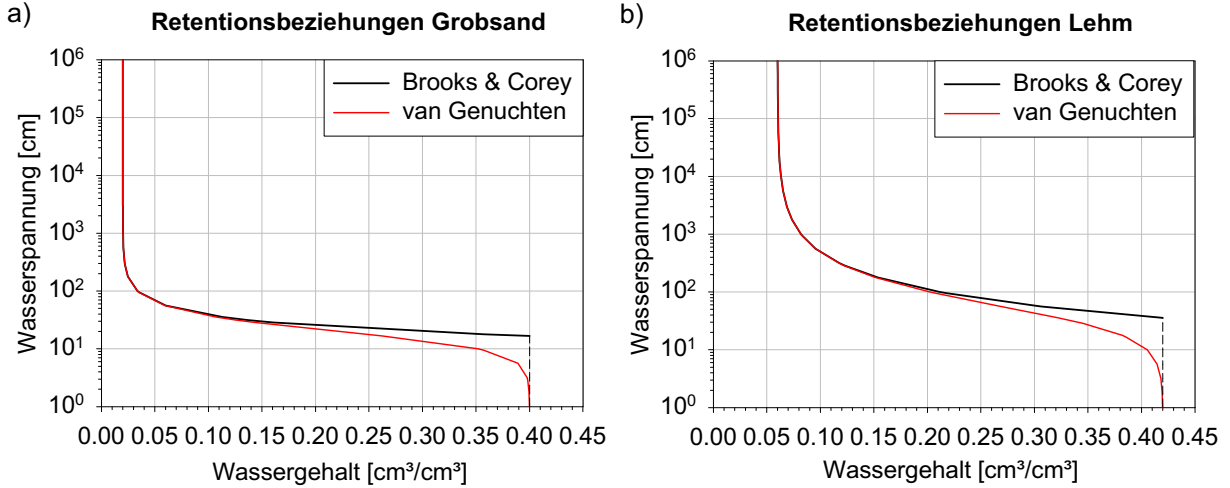 a)
Retentionsbeziehungen Grobsand
10⁶
10⁵
10⁴
10³
10²
10¹
10⁰
Wasserspannung [cm]
Brooks & Corey
van Genuchten
0.00 0.05 0.10 0.15 0.20 0.25 0.30 0.35 0.40 0.45
Wassergehalt [cm³/cm³]
b)
Retentionsbeziehungen Lehm
10⁶
10⁵
10⁴
10³
10²
10¹
10⁰
Wasserspannung [cm]
Brooks & Corey
van Genuchten
0.00 0.05 0.10 0.15 0.20 0.25 0.30 0.35 0.40 0.45
Wassergehalt [cm³/cm³]